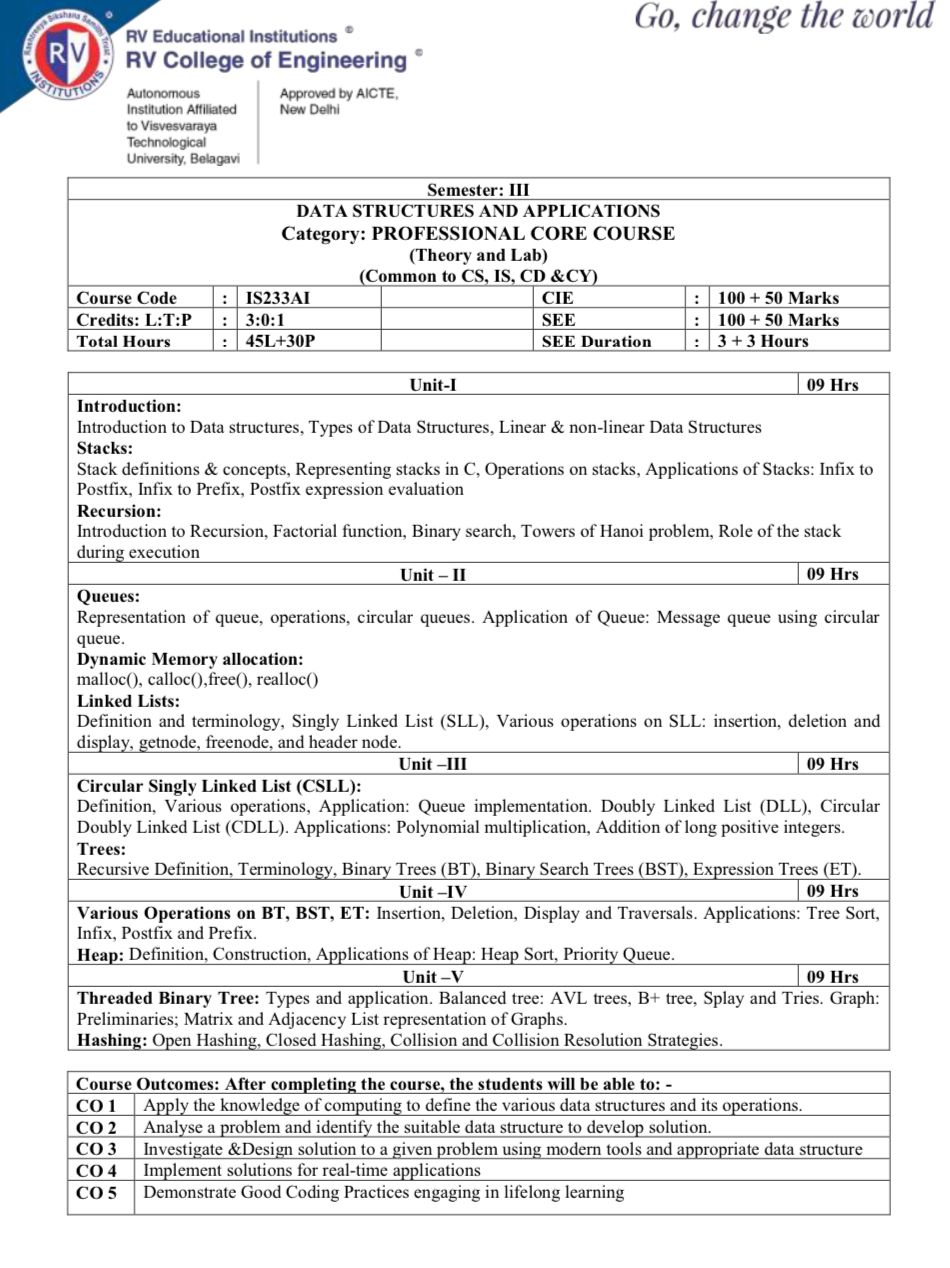 Go, change the world
Rashtreeya Sikshana Samithi Trust
RV
INSTITUTIONS
RV Educational Institutions ®
RV College of Engineering ®
Autonomous
Institution Affiliated
to Visvesvaraya
Technological
University, Belagavi
Approved by AICTE,
New Delhi
Semester: III
DATA STRUCTURES AND APPLICATIONS
Category: PROFESSIONAL CORE COURSE
(Theory and Lab)
(Common to CS, IS, CD &CY)
Course Code : IS233AI CIE : 100 + 50 Marks
Credits: L:T:P : 3:0:1 SEE : 100 + 50 Marks
Total Hours : 45L+30P SEE Duration : 3 + 3 Hours
Unit-I 09 Hrs
Introduction:
Introduction to Data structures, Types of Data Structures, Linear & non-linear Data Structures
Stacks:
Stack definitions & concepts, Representing stacks in C, Operations on stacks, Applications of Stacks: Infix to
Postfix, Infix to Prefix, Postfix expression evaluation
Recursion:
Introduction to Recursion, Factorial function, Binary search, Towers of Hanoi problem, Role of the stack
during execution
Unit – II 09 Hrs
Queues:
Representation of queue, operations, circular queues. Application of Queue: Message queue using circular
queue.
Dynamic Memory allocation:
malloc(), calloc(),free(), realloc()
Linked Lists:
Definition and terminology, Singly Linked List (SLL), Various operations on SLL: insertion, deletion and
display, getnode, freenode, and header node.
Unit –III 09 Hrs
Circular Singly Linked List (CSLL):
Definition, Various operations, Application: Queue implementation. Doubly Linked List (DLL), Circular
Doubly Linked List (CDLL). Applications: Polynomial multiplication, Addition of long positive integers.
Trees:
Recursive Definition, Terminology, Binary Trees (BT), Binary Search Trees (BST), Expression Trees (ET).
Unit –IV 09 Hrs
Various Operations on BT, BST, ET: Insertion, Deletion, Display and Traversals. Applications: Tree Sort,
Infix, Postfix and Prefix.
Heap: Definition, Construction, Applications of Heap: Heap Sort, Priority Queue.
Unit –V 09 Hrs
Threaded Binary Tree: Types and application. Balanced tree: AVL trees, B+ tree, Splay and Tries. Graph:
Preliminaries; Matrix and Adjacency List representation of Graphs.
Hashing: Open Hashing, Closed Hashing, Collision and Collision Resolution Strategies.
Course Outcomes: After completing the course, the students will be able to: -
CO 1 Apply the knowledge of computing to define the various data structures and its operations.
CO 2 Analyse a problem and identify the suitable data structure to develop solution.
CO 3 Investigate &Design solution to a given problem using modern tools and appropriate data structure
CO 4 Implement solutions for real-time applications
CO 5 Demonstrate Good Coding Practices engaging in lifelong learning